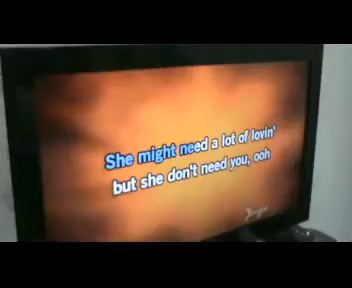 She might need a lot of lovin'
but she don't need you, ooh